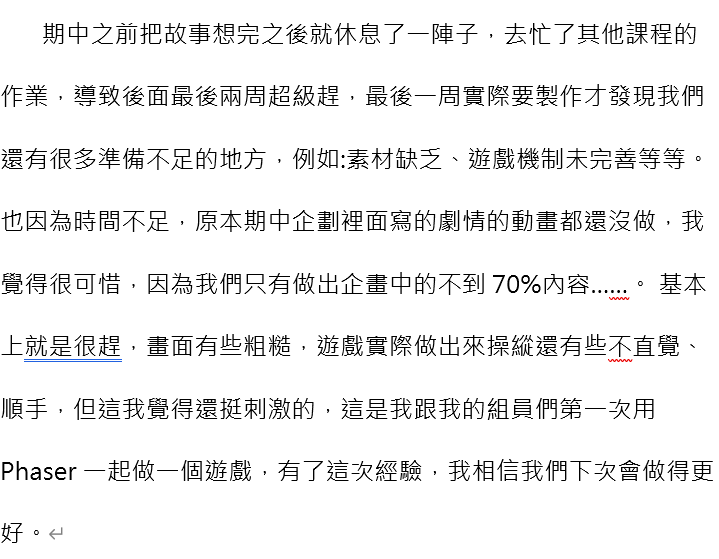 期中之前把故事想完之後就休息了一陣子，去忙了其他課程的
作業，導致後面最後兩周超級趕，最後一周實際要製作才發現我們
還有很多準備不足的地方，例如:素材缺乏、遊戲機制未完善等等。
也因為時間不足，原本期中企劃裡面寫的劇情的動畫都還沒做，我
覺得很可惜，因為我們只有做出企畫中的不到 70%內容……。 基本
上就是很趕，畫面有些粗糙，遊戲實際做出來操縱還有些不直覺、
順手，但這我覺得還挺刺激的，這是我跟我的組員們第一次用
Phaser 一起做一個遊戲，有了這次經驗，我相信我們下次會做得更
好。↵